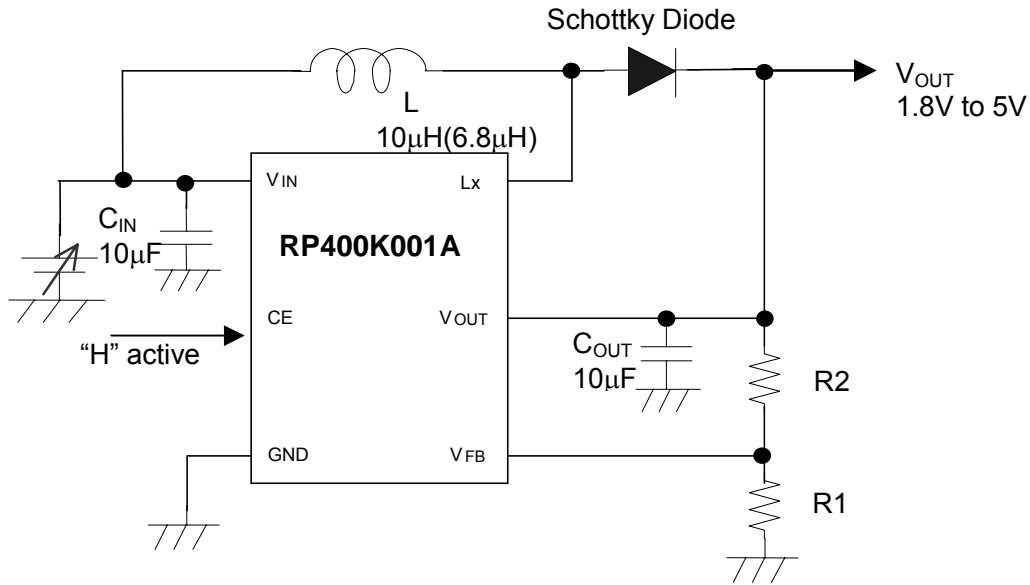 Schottky Diode
L
10μH(6.8μH)
VOUT
1.8V to 5V
VIN
Lx
CIN
10μF
RP400K001A
CE
VOUT
"H" active
COUT
10μF
R2
GND
VFB
R1